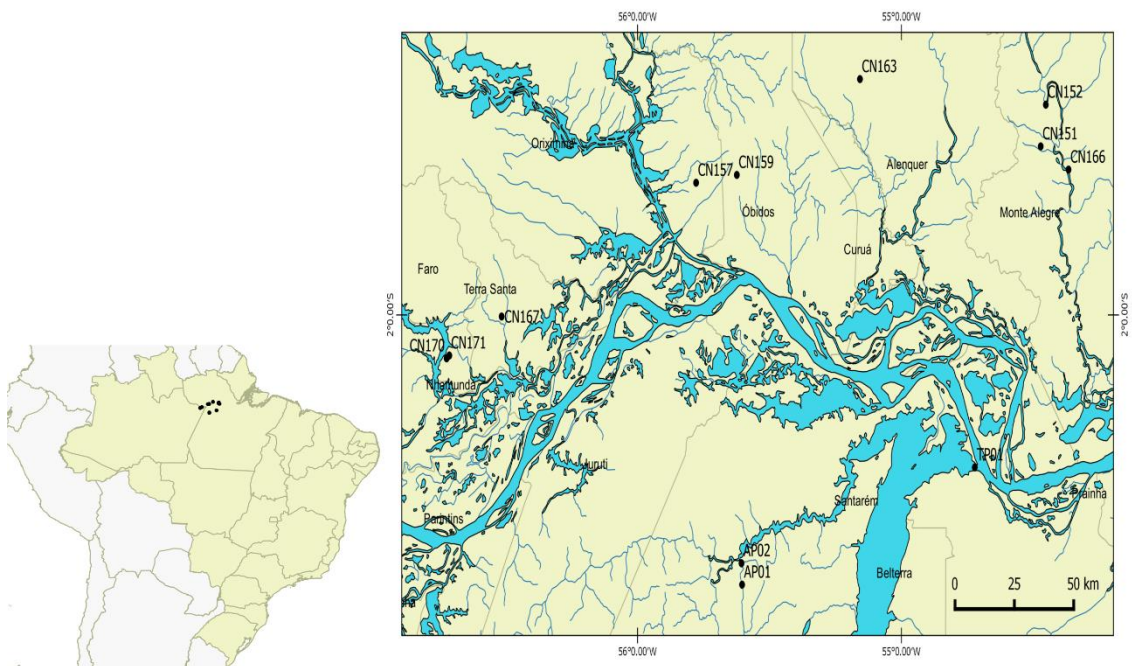 56°0.00'W 55°0.00'W
CN163
CN152
CN151
Oriximiná
CN166
CN159
Alenquer
CN157
Óbidos
Monte Alegre
Curuá
Faro
Terra Santa
2°0.00'S 2°0.00'S
CN167
CN170 CN171
Nhamundá
Juruti
TP01
Prainha
Santarém
Parintins
AP02
Belterra
AP01
0 25 50 km
56°0.00'W 55°0.00'W